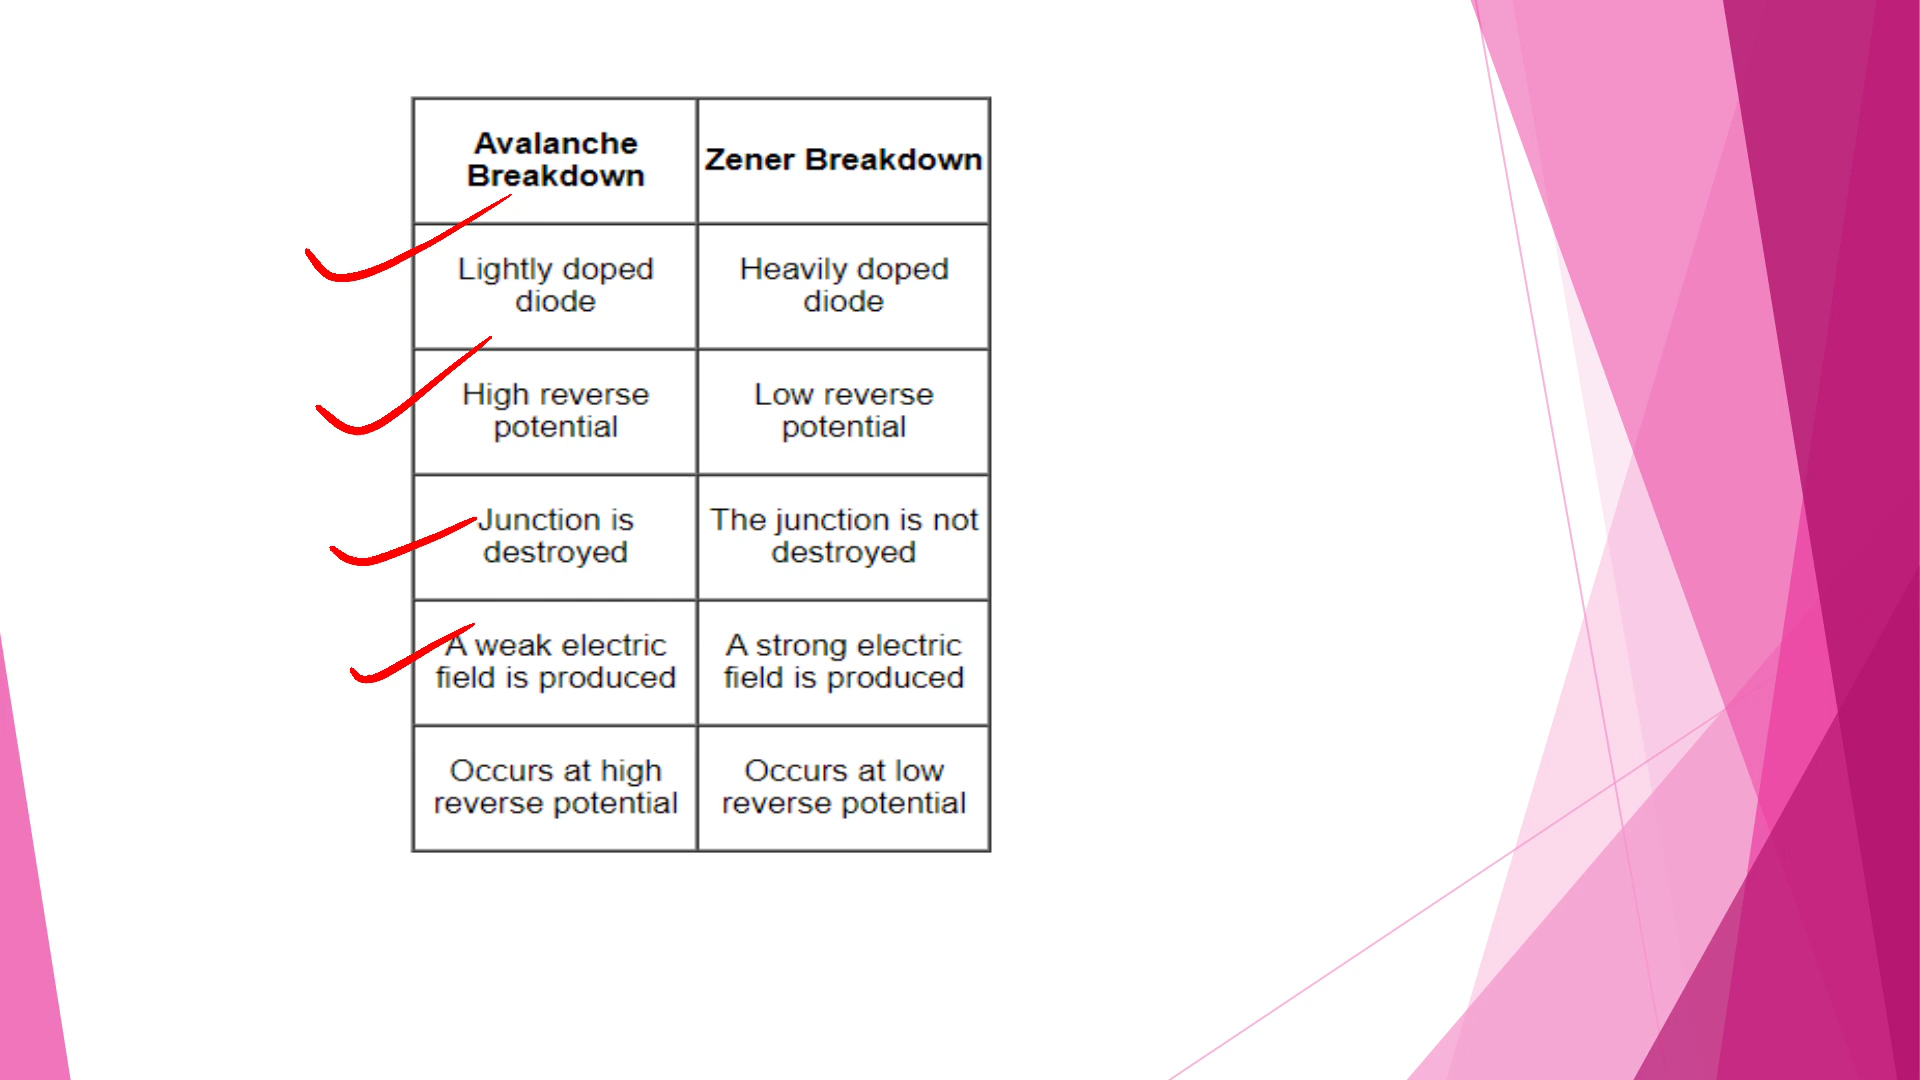 Avalanche
Breakdown
Zener Breakdown
Lightly doped
diode
Heavily doped
diode
High reverse
potential
Low reverse
potential
Junction is
destroyed
The junction is not
destroyed
A weak electric
field is produced
A strong electric
field is produced
Occurs at high
reverse potential
Occurs at low
reverse potential